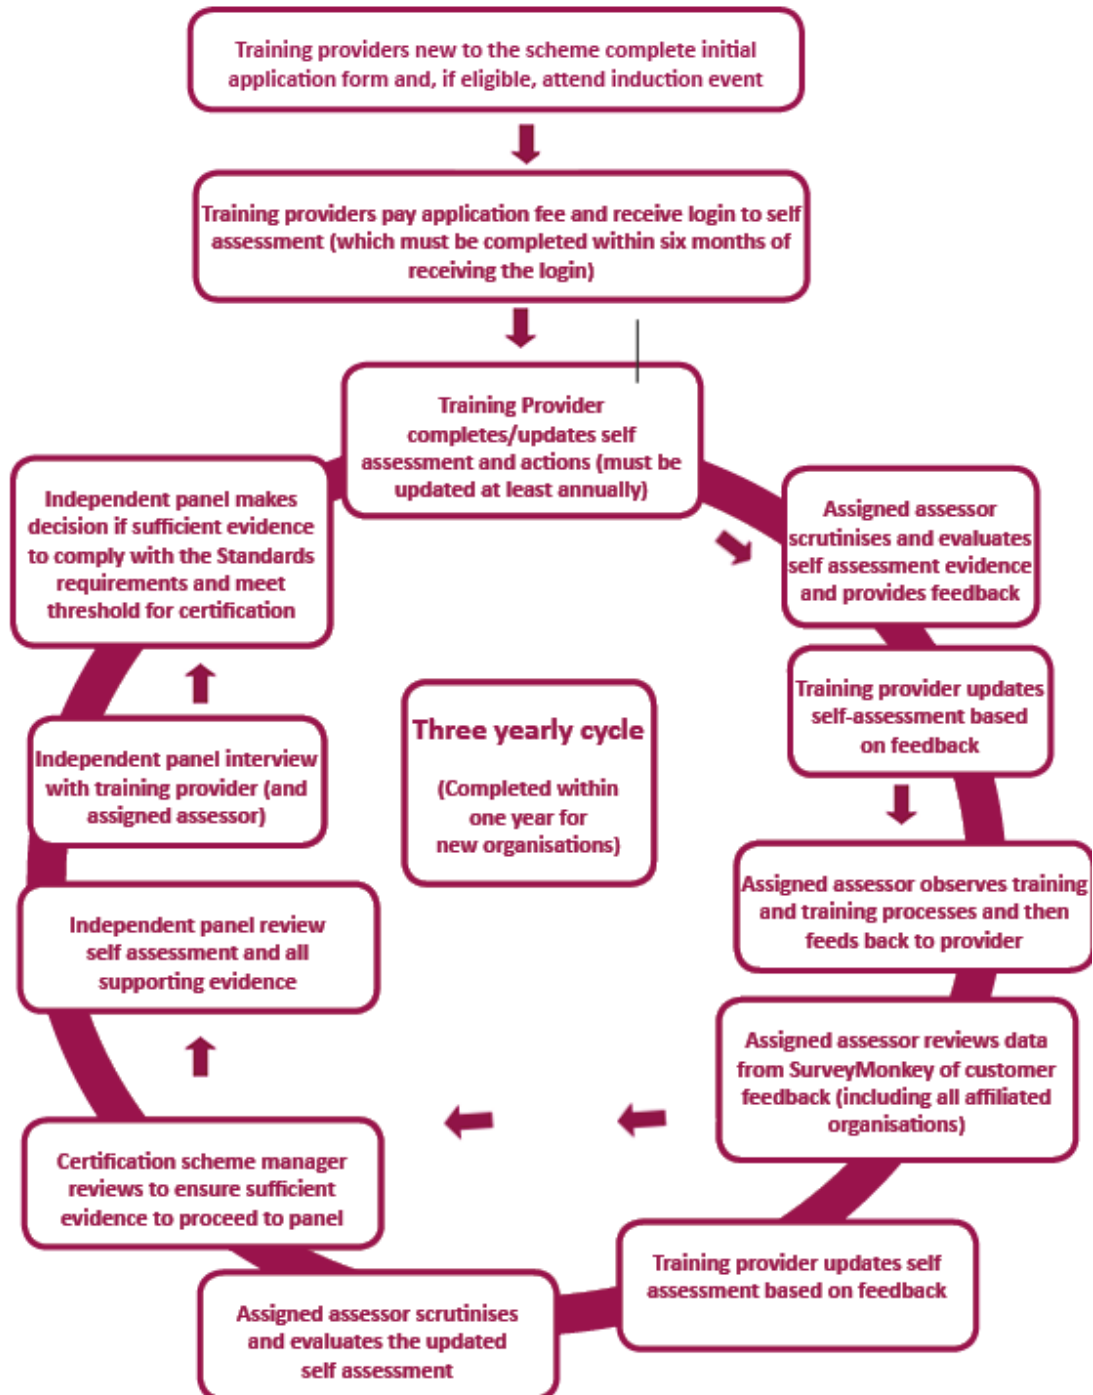 Training providers new to the scheme complete initial
application form and, if eligible, attend induction event
Training providers pay application fee and receive login to self
assessment (which must be completed within six months of
receiving the login)
Training Provider
completes/updates self
assessment and actions (must be
updated at least annually)
Assigned assessor
scrutinises and evaluates
self assessment evidence
and provides feedback
Training provider updates
self-assessment based
on feedback
Assigned assessor observes training
and training processes and then
feeds back to provider
Assigned assessor reviews data
from SurveyMonkey of customer
feedback (including all affiliated
organisations)
Training provider updates self
assessment based on feedback
Assigned assessor scrutinises
and evaluates the updated
self assessment
Certification scheme manager
reviews to ensure sufficient
evidence to proceed to panel
Independent panel review
self assessment and all
supporting evidence
Independent panel interview
with training provider (and
assigned assessor)
Independent panel makes
decision if sufficient evidence
to comply with the Standards
requirements and meet
threshold for certification
Three yearly cycle
(Completed within
one year for
new organisations)